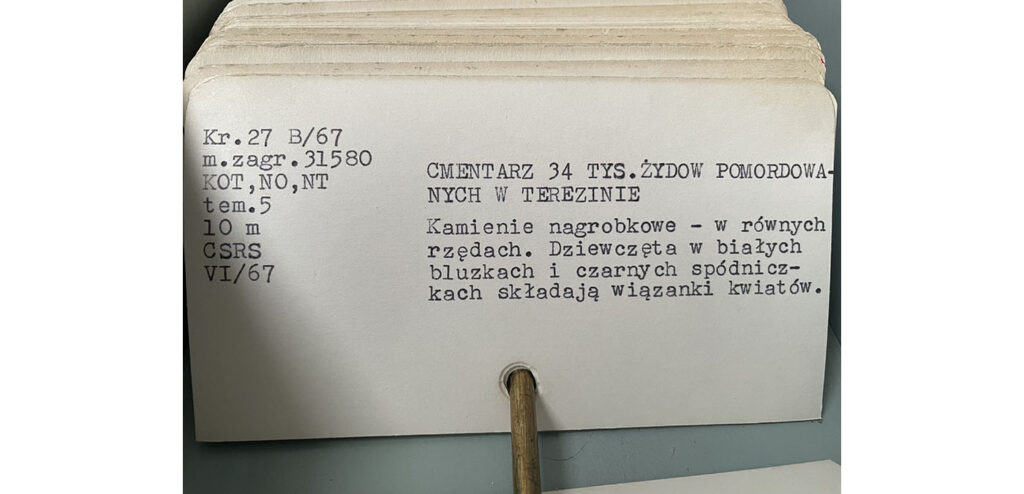 Kr.27 B/67
m.zagr.31580
KOT,NO,NT
tem.5
10 m
CSRS
VI/67
CMENTARZ 34 TYS.ŻYDOW POMORDOWA-
NYCH W TEREZINIE
Kamienie nagrobkowe - w równych
rzędach. Dziewczęta w białych
bluzkach i czarnych spódnicz-
kach składają wiązanki kwiatów.